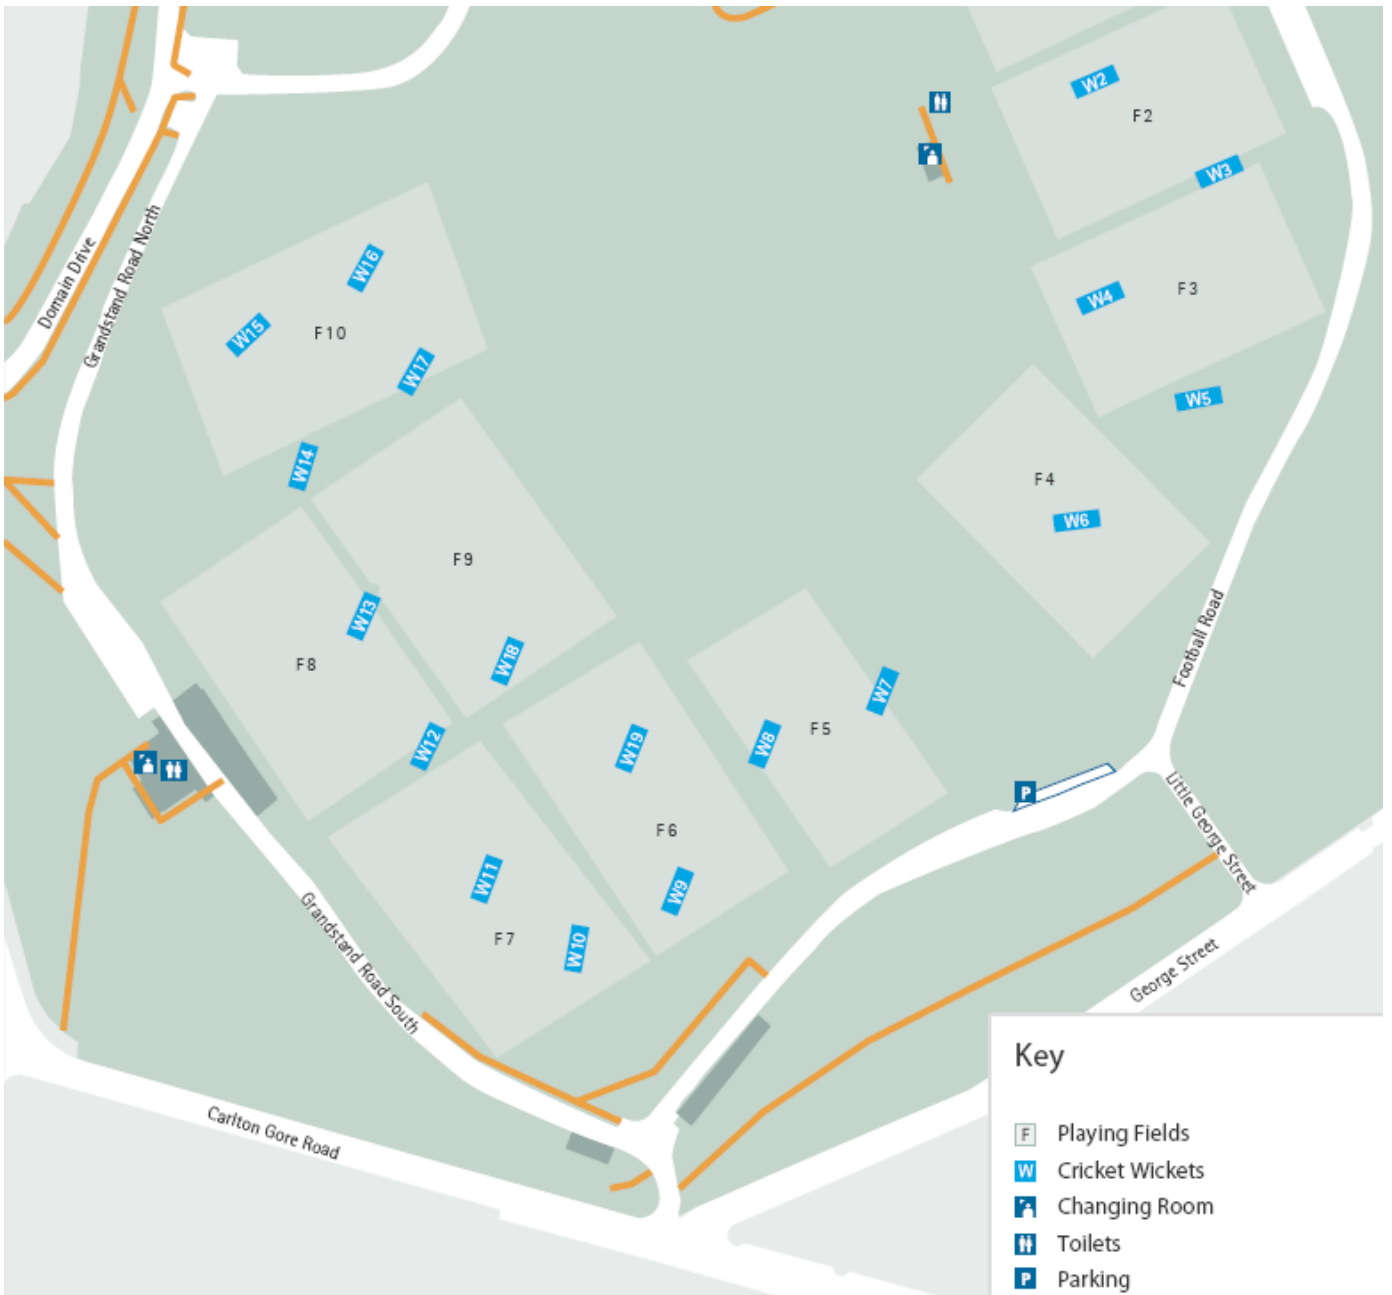 W2
F2
W3
Domain Drive
Grandstand Road North
W16
W4
F3
W15
F10
W17
W5
W14
F4
W6
F9
W13
F8
W18
Football Road
W7
W12
W19
W8
F5
P
Little George Street
F6
W11
W9
F7
W10
Grandstand Road South
George Street
Carlton Gore Road
Key
F Playing Fields
W Cricket Wickets
Changing Room
Toilets
P Parking